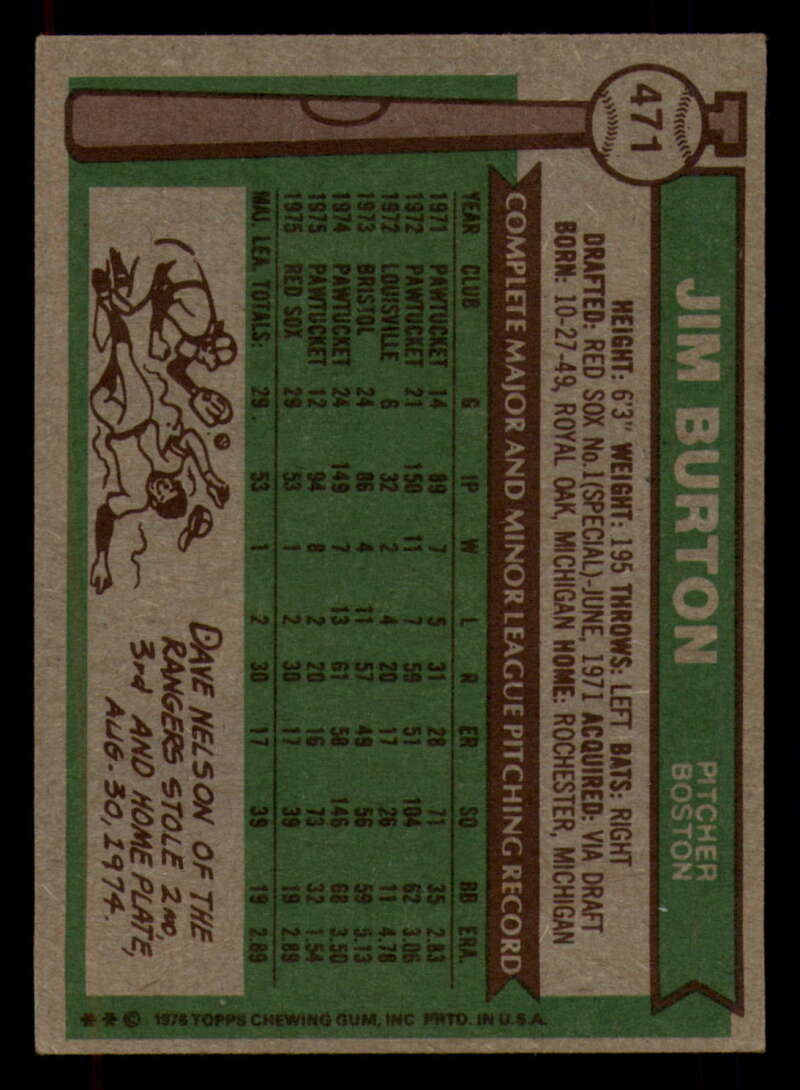 471
JIM BURTON
PITCHER
BOSTON
HEIGHT: 6'3" WEIGHT: 195 THROWS: LEFT BATS: RIGHT
DRAFTED: RED SOX No.1(SPECIAL)-JUNE, 1971 ACQUIRED: VIA DRAFT
BORN: 10-27-49, ROYAL OAK, MICHIGAN HOME: ROCHESTER, MICHIGAN
COMPLETE MAJOR AND MINOR LEAGUE PITCHING RECORD
YEAR CLUB G IP W L R ER SO BB ERA.
1971 PAWTUCKET 14 89 7 5 31 28 71 35 2.83
1972 PAWTUCKET 21 150 11 7 59 51 104 62 3.06
1972 LOUISVILLE 6 32 2 4 20 17 26 11 4.78
1973 BRISTOL 24 86 4 11 57 49 56 59 5.13
1974 PAWTUCKET 24 149 7 13 61 58 146 68 3.50
1975 PAWTUCKET 12 94 8 2 20 16 73 32 1.54
1975 RED SOX 29 53 1 2 30 17 39 19 2.89
MAJ. LEA. TOTALS: 29 53 1 2 30 17 39 19 2.89
DAVE NELSON OF THE
RANGERS STOLE 2ND,
3rd AND HOME PLATE,
AUG. 30, 1974.
** © 1976 TOPPS CHEWING GUM, INC PRTD. IN U.S.A.